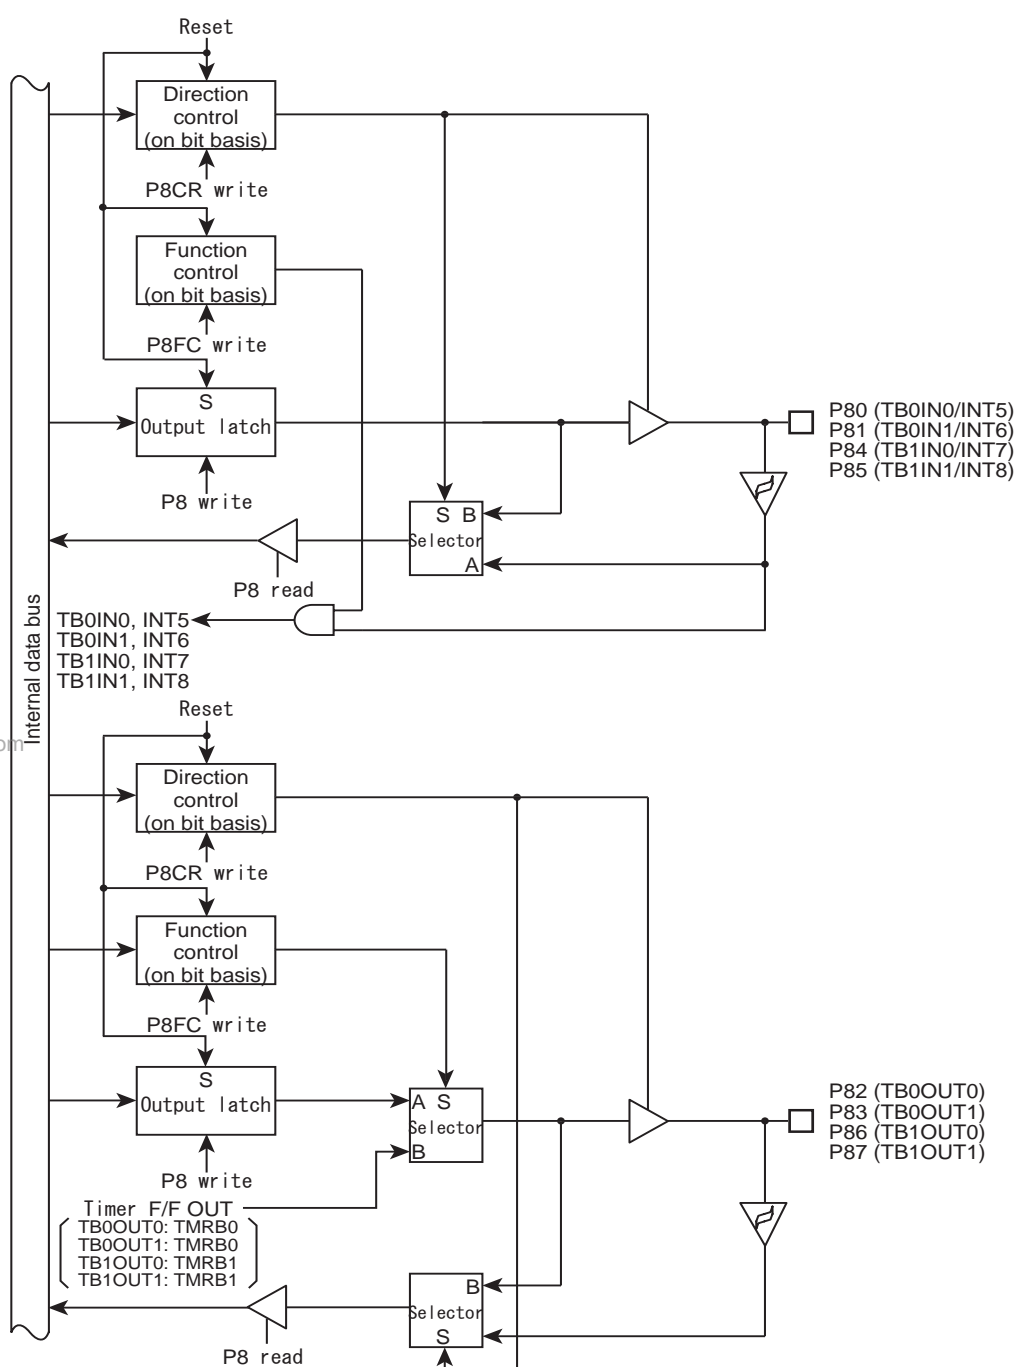 Reset
Direction
control
(on bit basis)
P8CR write
Function
control
(on bit basis)
P8FC write
S
Output latch
P8 write
P80 (TB0IN0/INT5)
P81 (TB0IN1/INT6)
P84 (TB1IN0/INT7)
P85 (TB1IN1/INT8)
S B
Selector
A
P8 read
TB0IN0, INT5
TB0IN1, INT6
TB1IN0, INT7
TB1IN1, INT8
Internal data bus
om
Reset
Direction
control
(on bit basis)
P8CR write
Function
control
(on bit basis)
P8FC write
S
Output latch
P8 write
A S
Selector
B
P82 (TB0OUT0)
P83 (TB0OUT1)
P86 (TB1OUT0)
P87 (TB1OUT1)
Timer F/F OUT
TB0OUT0: TMRB0
TB0OUT1: TMRB0
TB1OUT0: TMRB1
TB1OUT1: TMRB1
B
Selector
S
P8 read